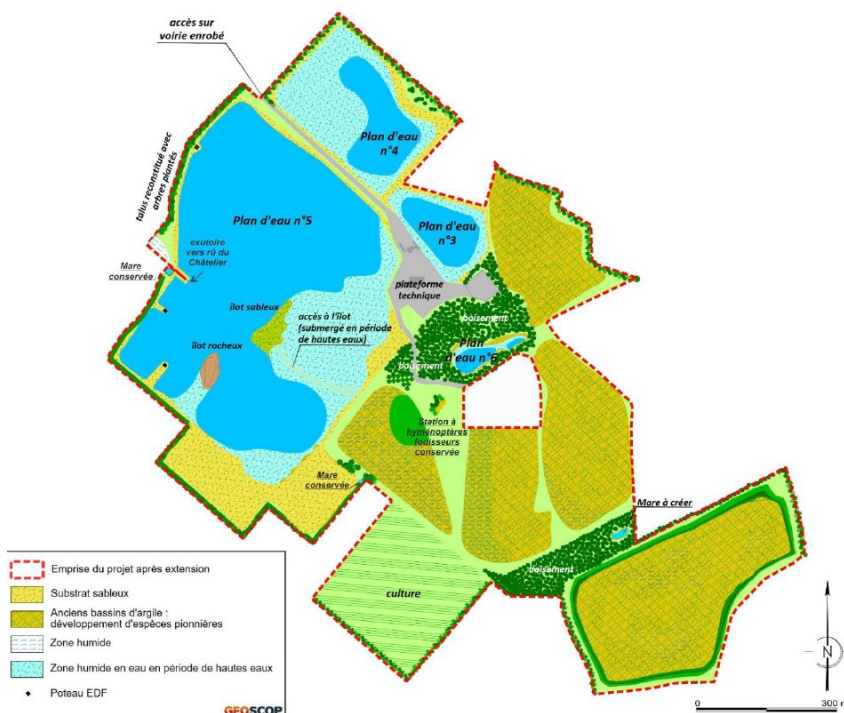 accès sur
voirie enrobé
Plan d'eau
n°4
talus reconstitué avec
arbres plantés
Plan d'eau n°5
Plan d'eau
n°3
exutoire
vers rû du
Châtelier
Mare
conservée
plateforme
technique
îlot sableux
accès à l'îlot
(submergé en période
de hautes eaux)
boisement
Plan
d'eau n°6
îlot rocheux
boisement
Station à
hyménoptères
fouisseurs
conservée
Mare
conservée
Mare à créer
boisement
culture
Emprise du projet après extension
Substrat sableux
Anciens bassins d'argile :
développement d'espèces pionnières
Zone humide
Zone humide en eau en période de hautes eaux
Poteau EDF
GEOSCOP
N
0 300 m